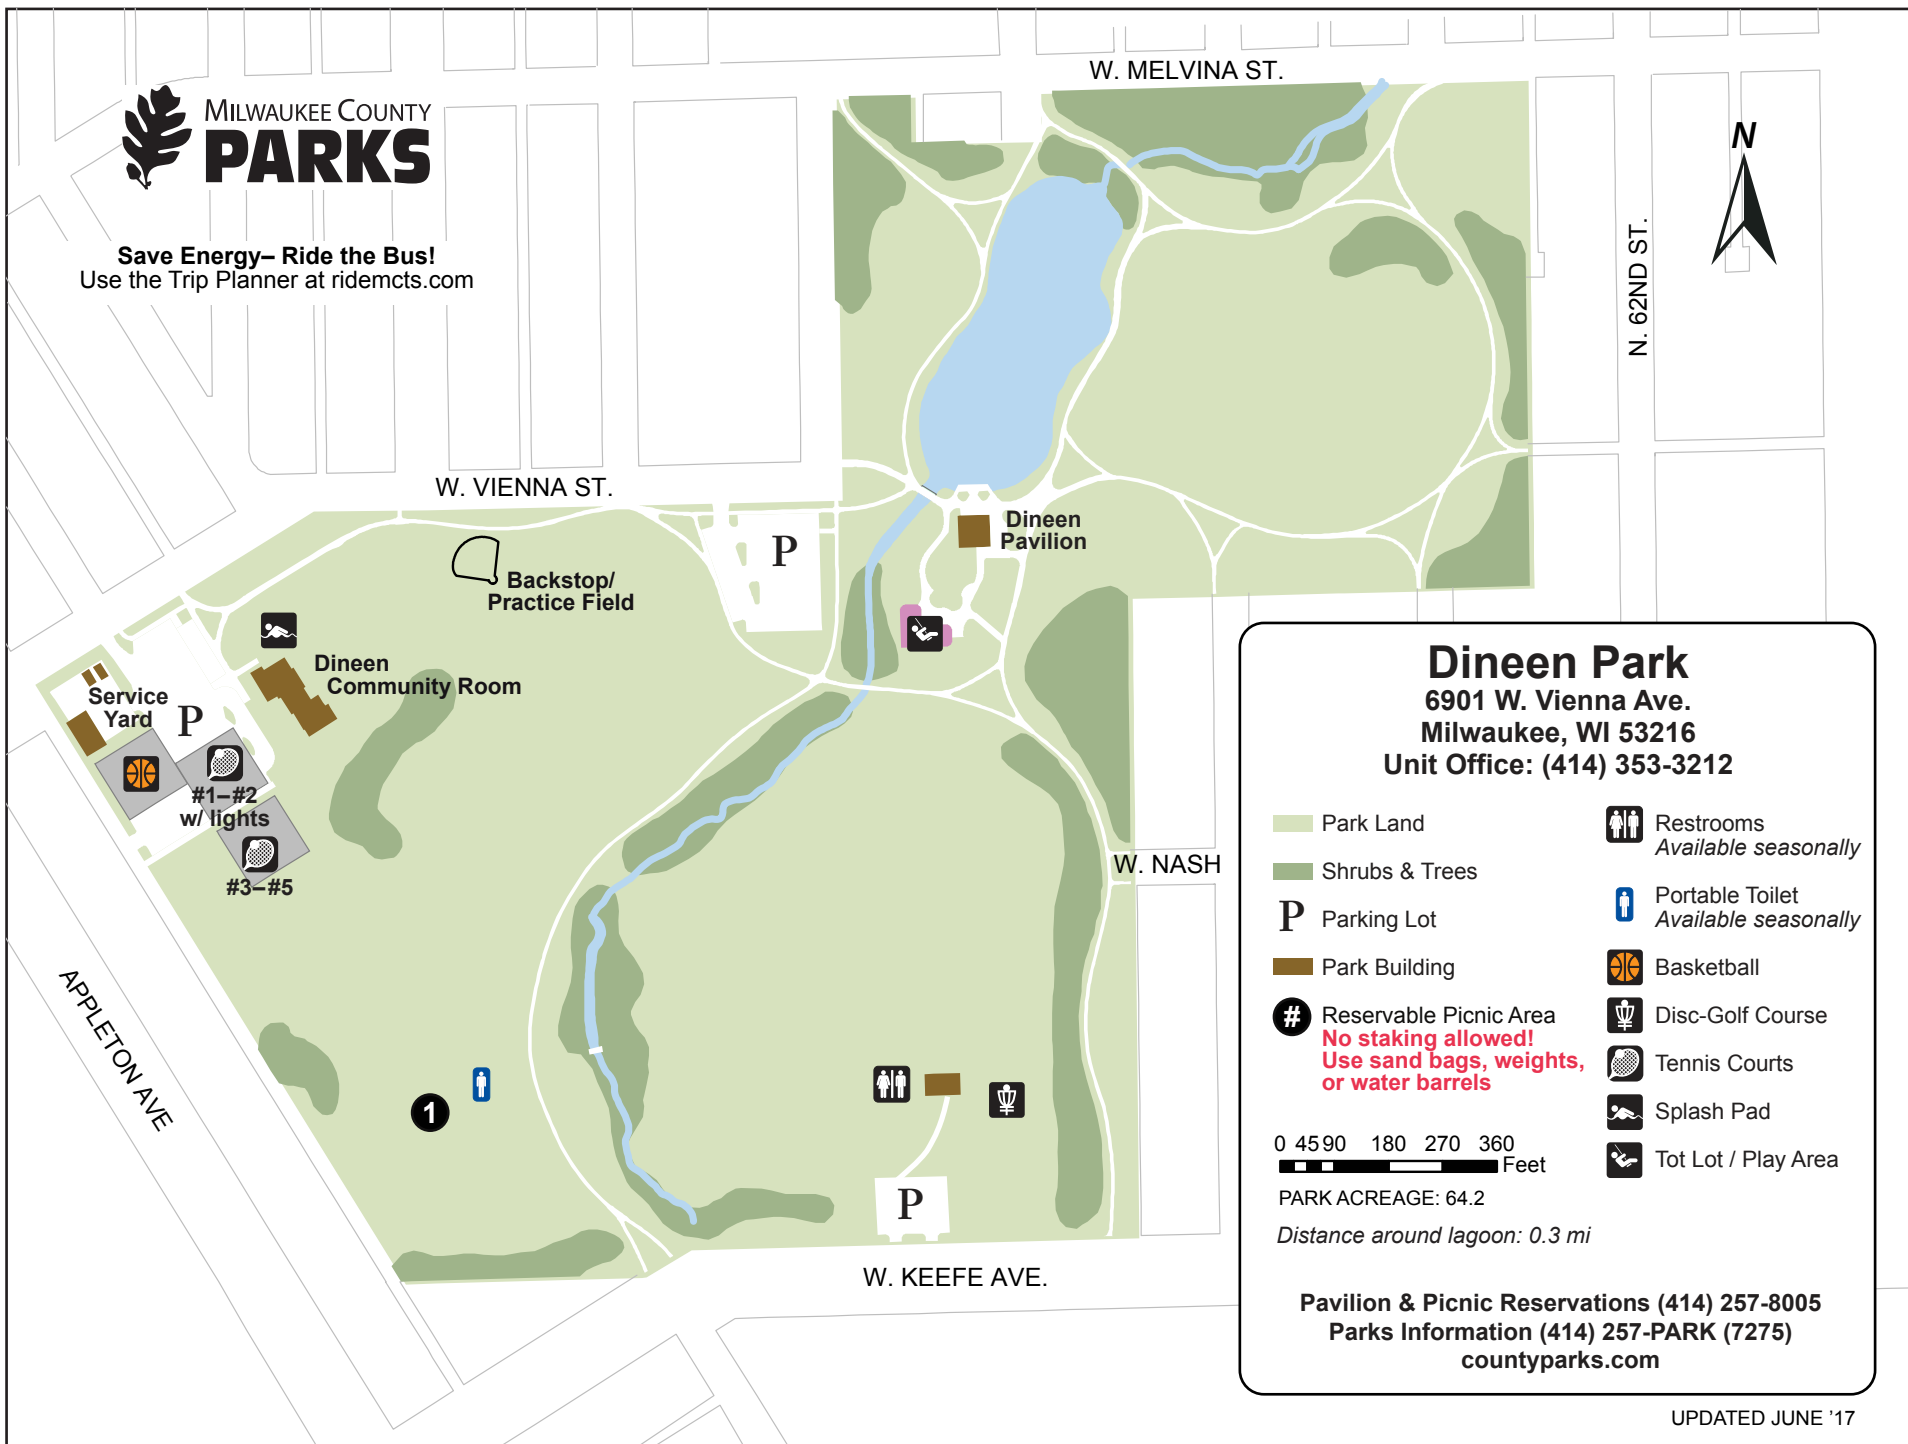 W. MELVINA ST.
MILWAUKEE COUNTY
PARKS
N
Save Energy– Ride the Bus!
Use the Trip Planner at ridemcts.com
N. 62ND ST.
W. VIENNA ST.
P
Dineen
Pavilion
Backstop/
Practice Field
Dineen
Community Room
Service
Yard
P
#1–#2
w/ lights
#3–#5
W. NASH
APPLETON AVE
1
P
W. KEEFE AVE.
Dineen Park
6901 W. Vienna Ave.
Milwaukee, WI 53216
Unit Office: (414) 353-3212
Park Land
Shrubs & Trees
P Parking Lot
Park Building
# Reservable Picnic Area
No staking allowed!
Use sand bags, weights,
or water barrels
Restrooms
Available seasonally
Portable Toilet
Available seasonally
Basketball
Disc-Golf Course
Tennis Courts
Splash Pad
Tot Lot / Play Area
0 45 90 180 270 360
Feet
PARK ACREAGE: 64.2
Distance around lagoon: 0.3 mi
Pavilion & Picnic Reservations (414) 257-8005
Parks Information (414) 257-PARK (7275)
countyparks.com
UPDATED JUNE '17